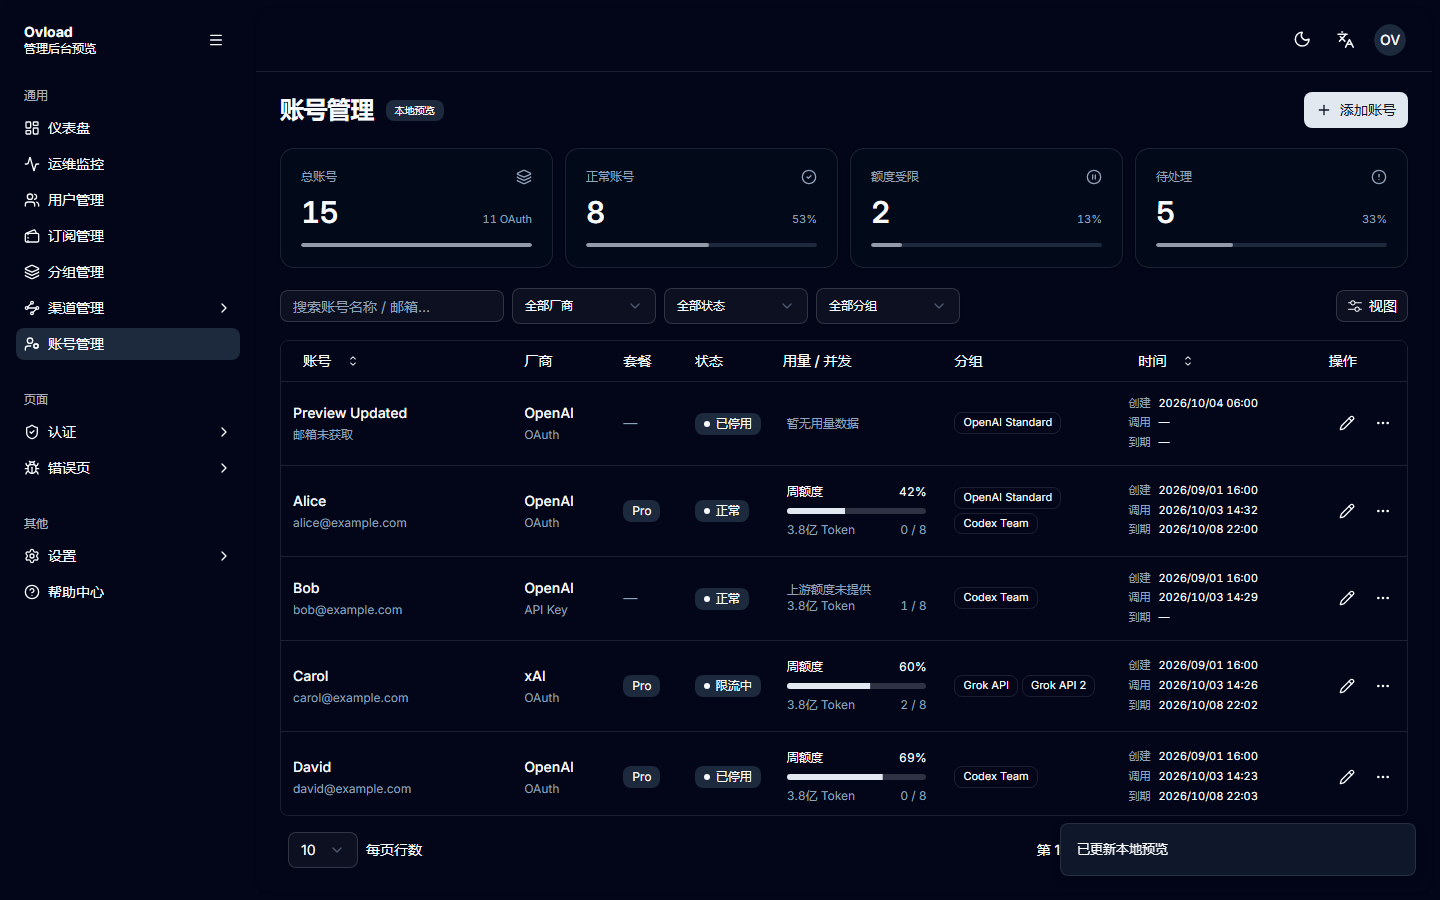 Ovload
管理后台预览
OV
通用
仪表盘
运维监控
用户管理
订阅管理
分组管理
渠道管理
账号管理
页面
认证
错误页
其他
设置
帮助中心
账号管理 本地预览
添加账号
总账号
15 11 OAuth
正常账号
8 53%
额度受限
2 13%
待处理
5 33%
搜索账号名称 / 邮箱... 全部厂商 全部状态 全部分组 视图
账号 厂商 套餐 状态 用量 / 并发 分组 时间 操作
Preview Updated
邮箱未获取
OpenAI
OAuth
—
已停用
暂无用量数据
OpenAI Standard
创建 2026/10/04 06:00
调用 —
到期 —
Alice
alice@example.com
OpenAI
OAuth
Pro
正常
周额度 42%
3.8亿 Token 0 / 8
OpenAI Standard
Codex Team
创建 2026/09/01 16:00
调用 2026/10/03 14:32
到期 2026/10/08 22:00
Bob
bob@example.com
OpenAI
API Key
—
正常
上游额度未提供
3.8亿 Token 1 / 8
Codex Team
创建 2026/09/01 16:00
调用 2026/10/03 14:29
到期 —
Carol
carol@example.com
xAI
OAuth
Pro
限流中
周额度 60%
3.8亿 Token 2 / 8
Grok API Grok API 2
创建 2026/09/01 16:00
调用 2026/10/03 14:26
到期 2026/10/08 22:02
David
david@example.com
OpenAI
OAuth
Pro
已停用
周额度 69%
3.8亿 Token 0 / 8
Codex Team
创建 2026/09/01 16:00
调用 2026/10/03 14:23
到期 2026/10/08 22:03
10 每页行数
第 1
已更新本地预览